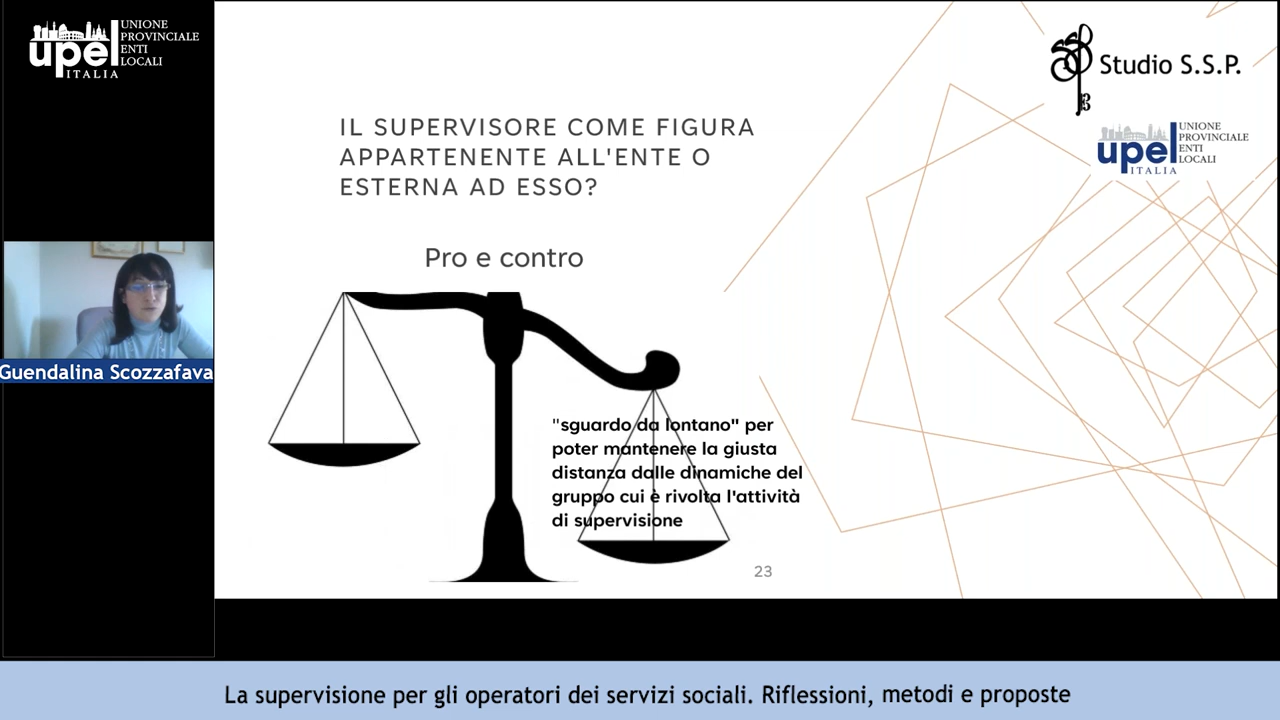 upel
ITALIA
UNIONE
PROVINCIALE
ENTI
LOCALI
Studio S.S.P.
upel
ITALIA
UNIONE
PROVINCIALE
ENTI
LOCALI
IL SUPERVISORE COME FIGURA
APPARTENENTE ALL'ENTE O
ESTERNA AD ESSO?
Pro e contro
"sguardo da lontano" per
poter mantenere la giusta
distanza dalle dinamiche del
gruppo cui è rivolta l'attività
di supervisione
23
Guendalina Scozzafava
La supervisione per gli operatori dei servizi sociali. Riflessioni, metodi e proposte